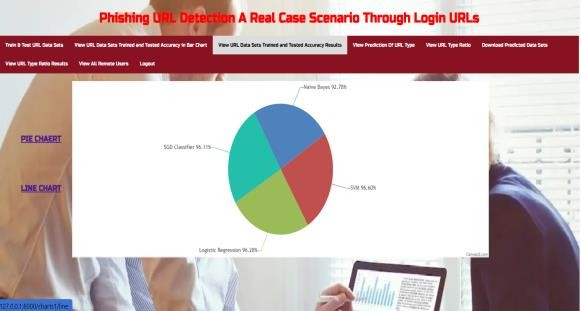 Phishing URL Detection A Real Case Scenario Through Login URLs
Train & Test URL Data Sets View URL Data Sets Trained and Tested Accuracy in Bar Chart View URL Data Sets Trained and Tested Accuracy Results View Prediction Of URL Type View URL Type Ratio Download Predicted Data Sets
View URL Type Ratio Results View All Remote Users Logout
Naive Bayes 92.78%
PIE CHAERT
SGD Classifier 96.11%
SVM 96.60%
LINE CHART
Logistic Regression 96.28%
CanvasJS.com
127.0.0.1:8000/charts1/line